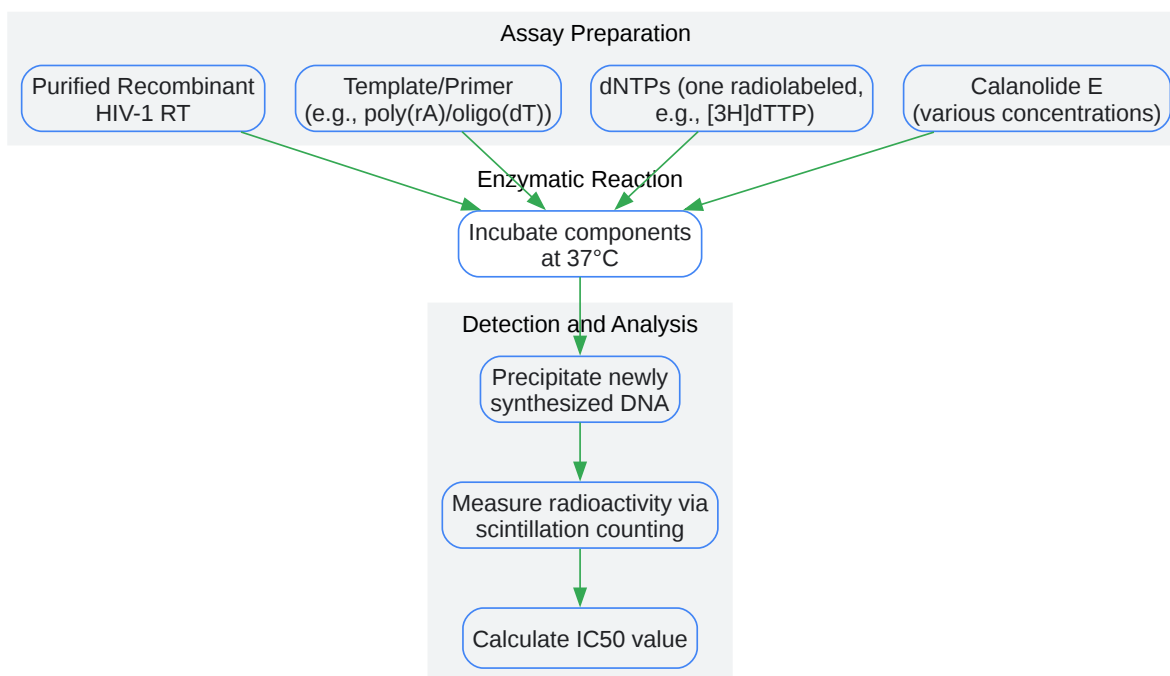 Assay Preparation
Purified Recombinant
HIV-1 RT
Template/Primer
(e.g., poly(rA)/oligo(dT))
dNTPs (one radiolabeled,
e.g., [3H]dTTP)
Calanolide E
(various concentrations)
Enzymatic Reaction
Incubate components
at 37°C
Detection and Analysis
Precipitate newly
synthesized DNA
Measure radioactivity via
scintillation counting
Calculate IC50 value